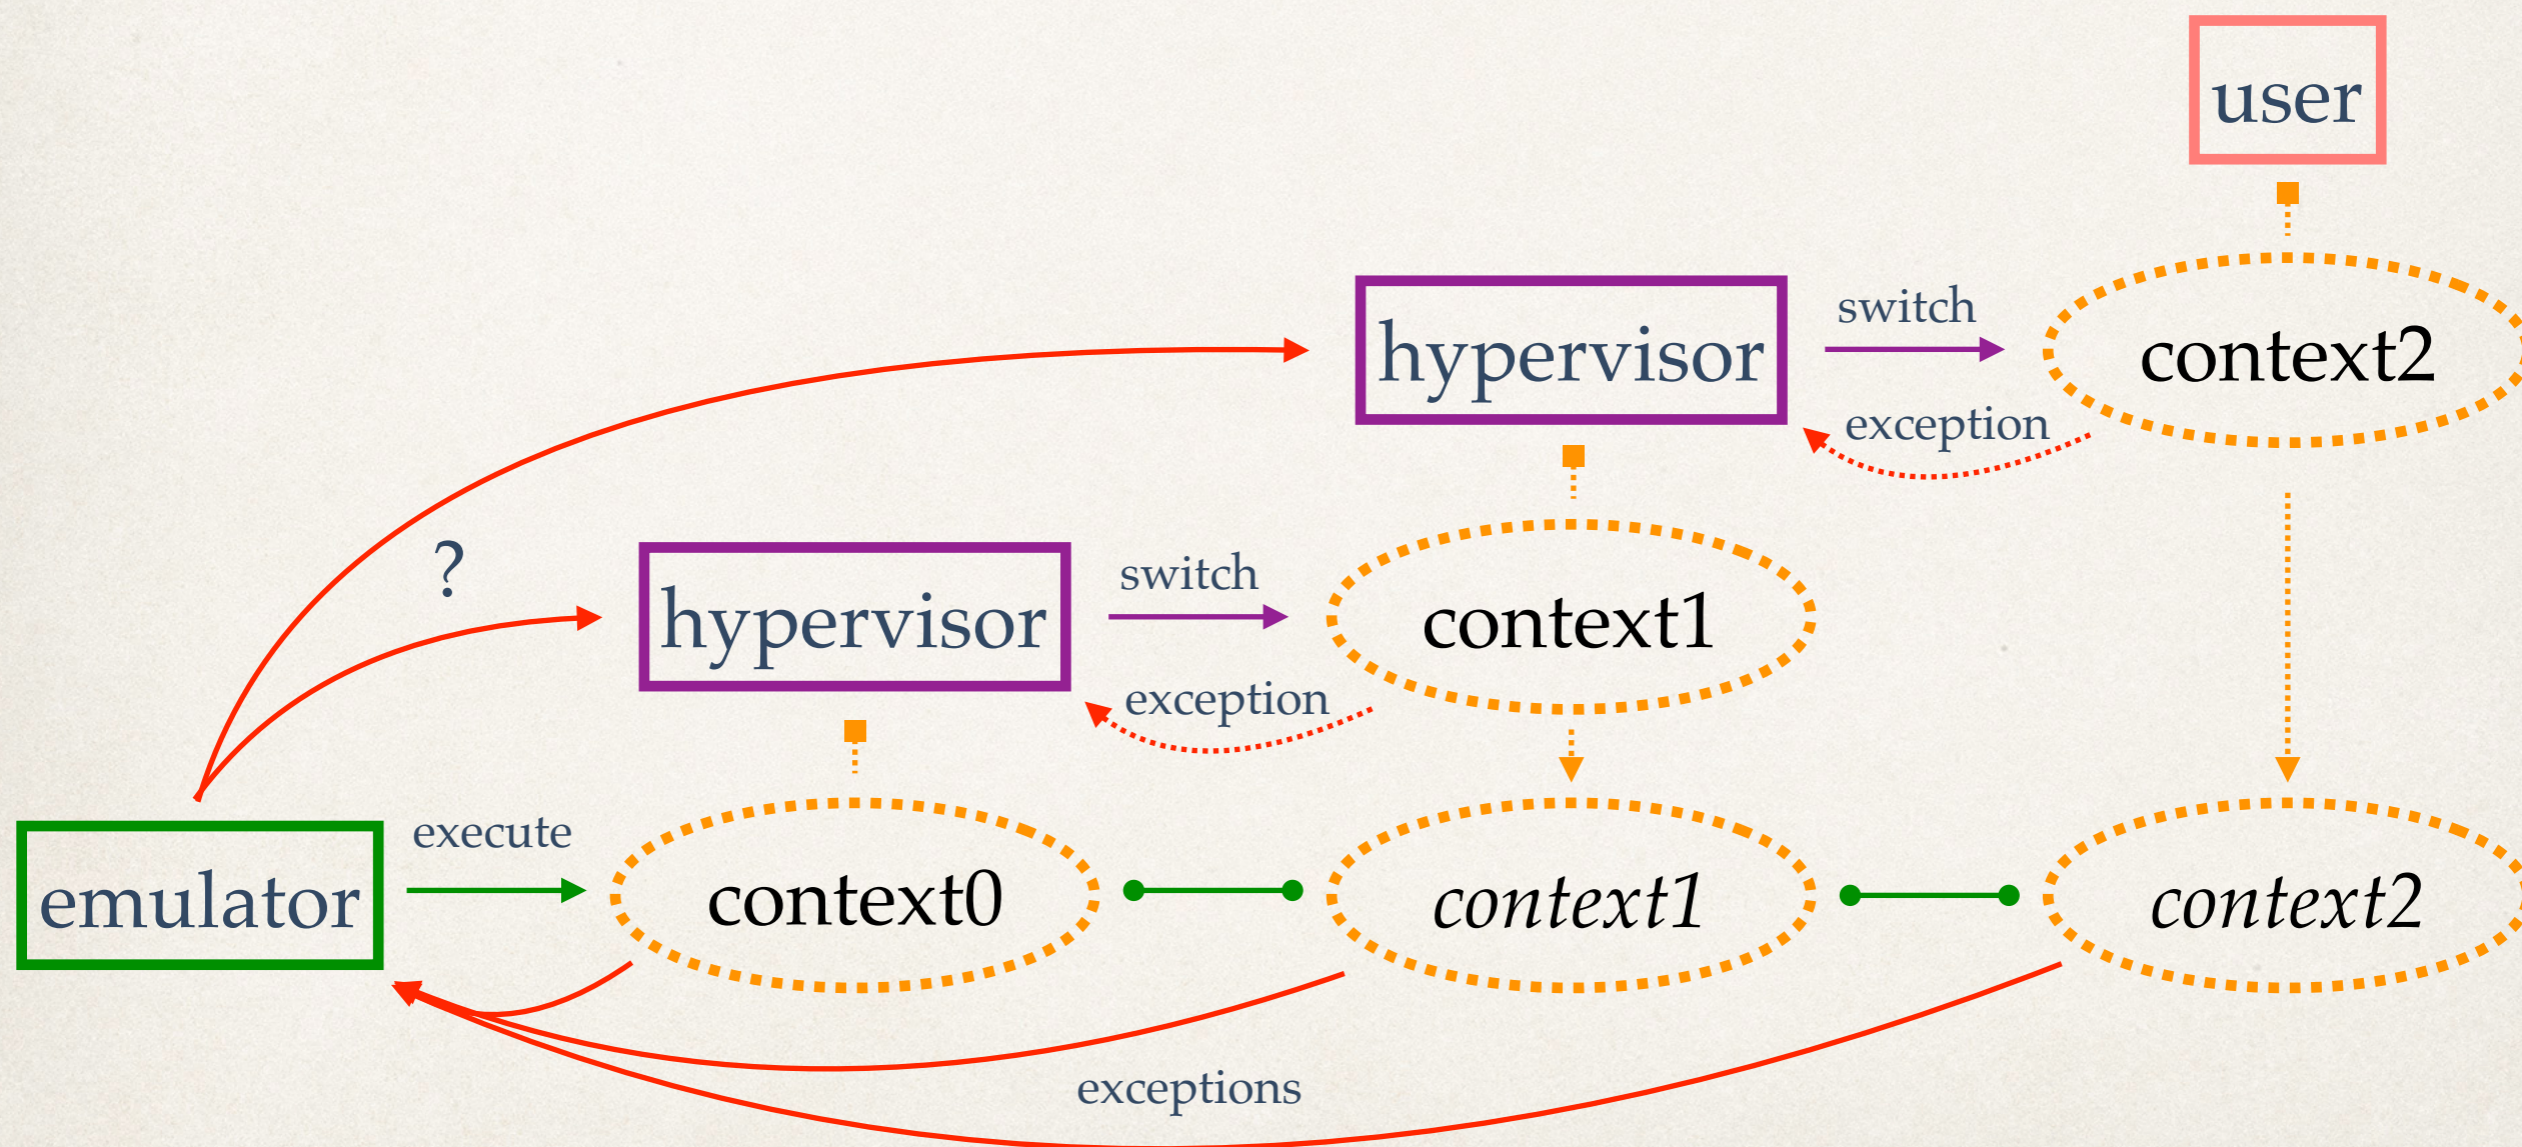 user
switch
hypervisor
context2
exception
?
switch
hypervisor
context1
exception
execute
emulator
context0
context1
context2
exceptions